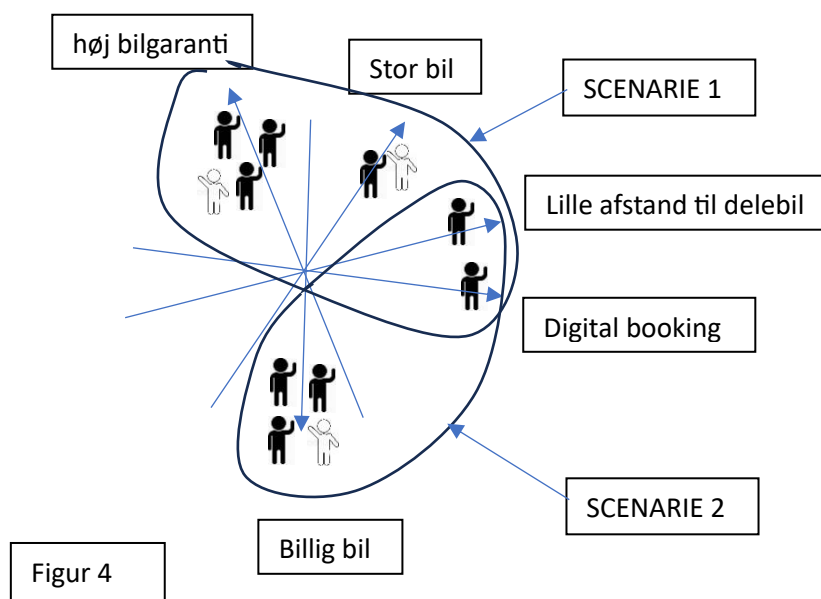 høj bilgaranti
Stor bil
SCENARIE 1
Lille afstand til delebil
Digital booking
SCENARIE 2
Billig bil
Figur 4